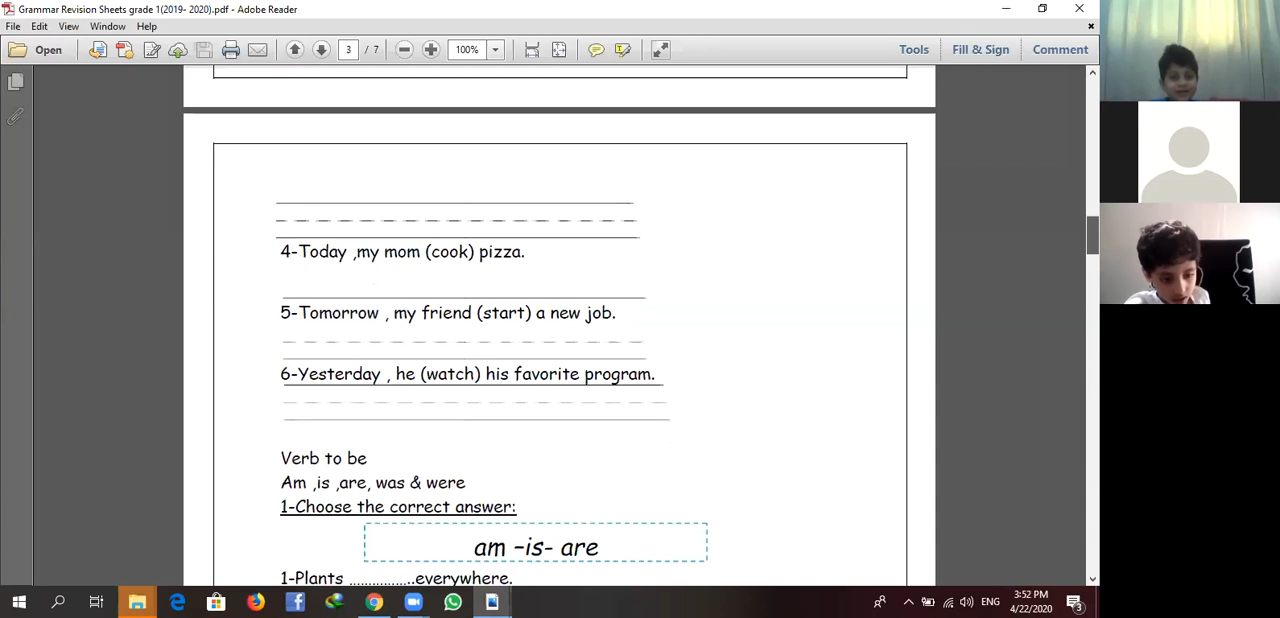 Grammar Revision Sheets grade 1(2019- 2020).pdf - Adobe Reader
File Edit View Window Help
Open 3 / 7 100% Tools Fill & Sign Comment
4-Today ,my mom (cook) pizza.
5-Tomorrow , my friend (start) a new job.
6-Yesterday , he (watch) his favorite program.
Verb to be
Am ,is ,are, was & were
1-Choose the correct answer:
am –is- are
1-Plants ................everywhere.
ENG
3:52 PM
4/22/2020
3